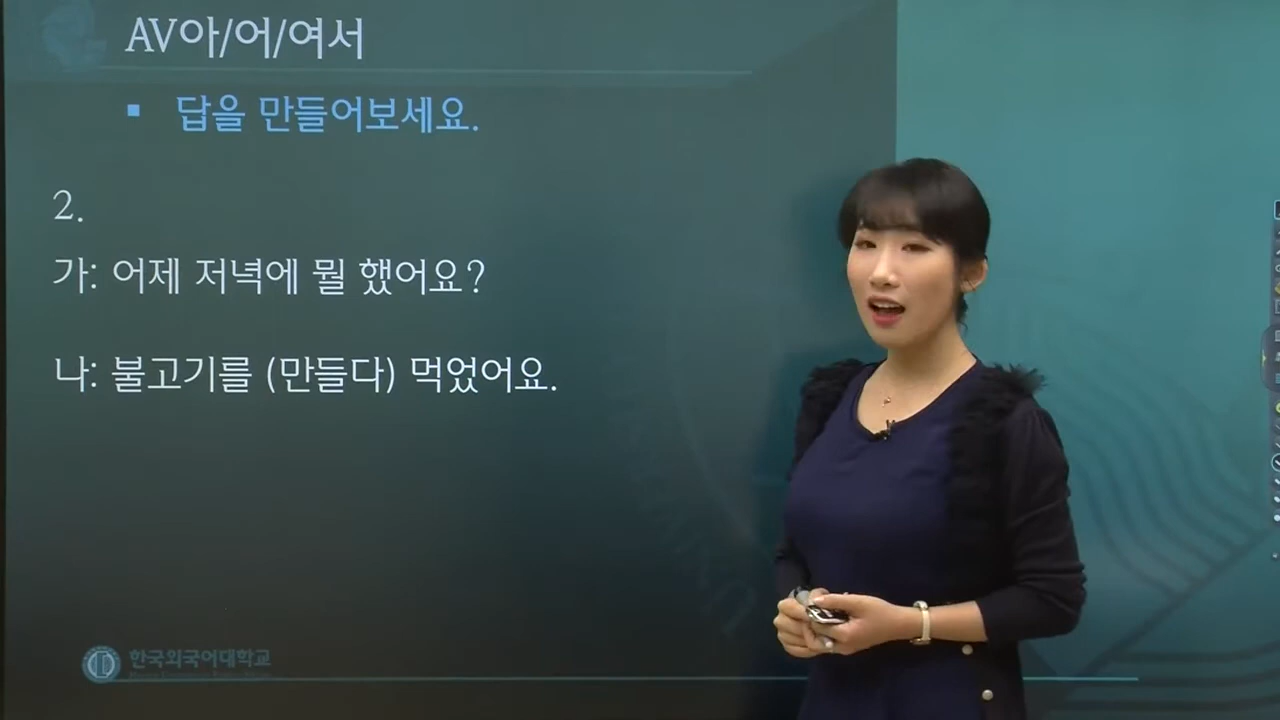 AV아/어/여서
▪ 답을 만들어보세요.
2.
가: 어제 저녁에 뭘 했어요?
나: 불고기를 (만들다) 먹었어요.
한국외국어대학교